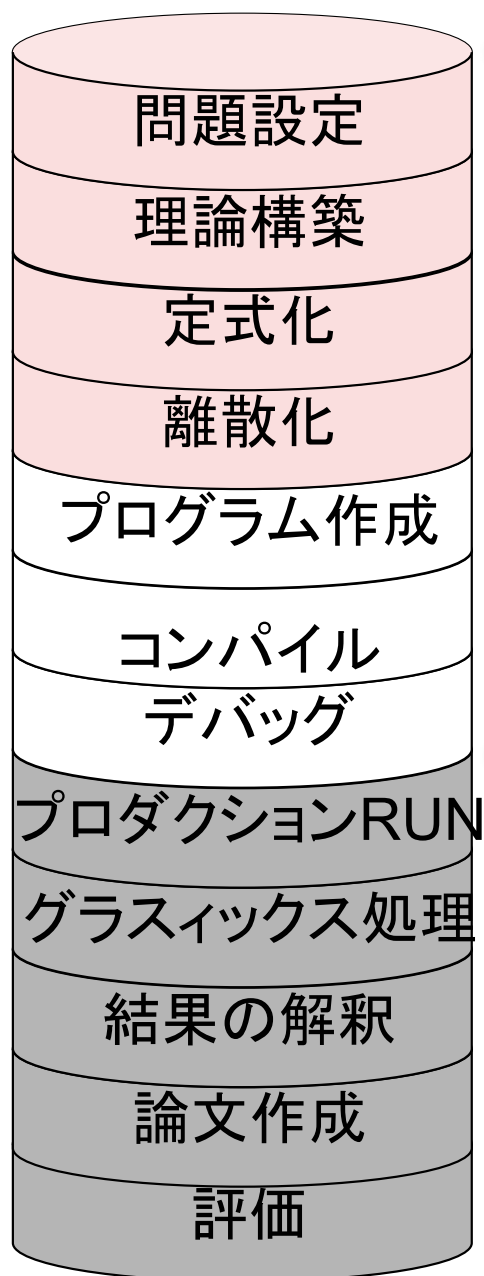 問題設定
理論構築
定式化
離散化
プログラム作成
コンパイル
デバッグ
プロダクションRUN
グラスィックス処理
結果の解釈
論文作成
評価